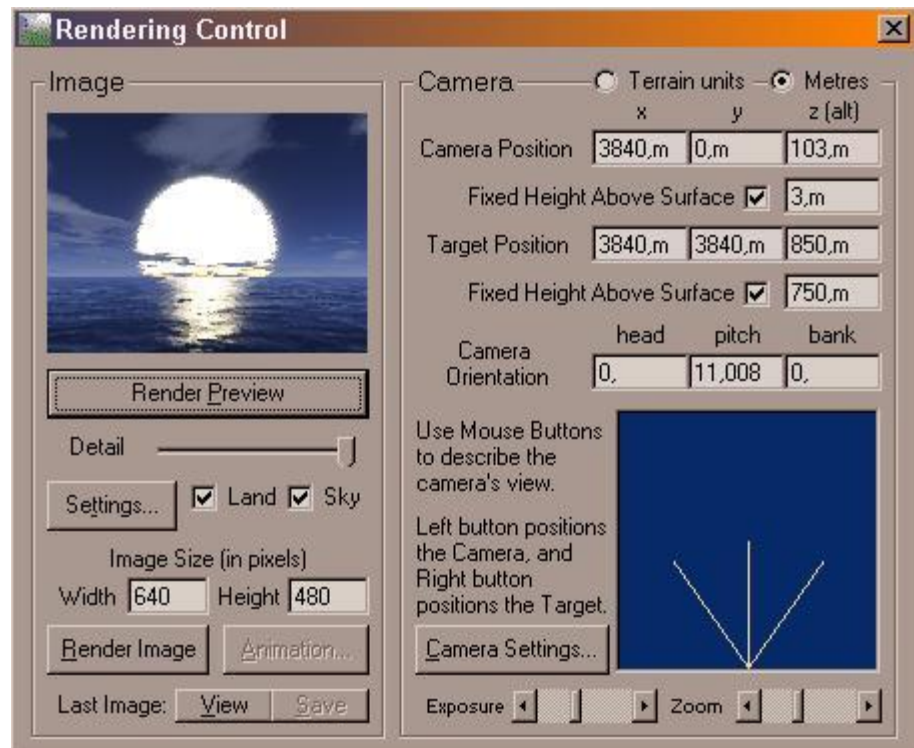 Rendering Control
Image
Render Preview
Detail
Settings...
Land
Sky
Image Size (in pixels)
Width 640 Height 480
Render Image
Animation...
Last Image: View Save
Camera Terrain units Metres
x y z (alt)
Camera Position 3840,m 0,m 103,m
Fixed Height Above Surface 3,m
Target Position 3840,m 3840,m 850,m
Fixed Height Above Surface 750,m
head pitch bank
Camera
Orientation 0, 11,008 0,
Use Mouse Buttons
to describe the
camera's view.
Left button positions
the Camera, and
Right button
positions the Target.
Camera Settings...
Exposure Zoom